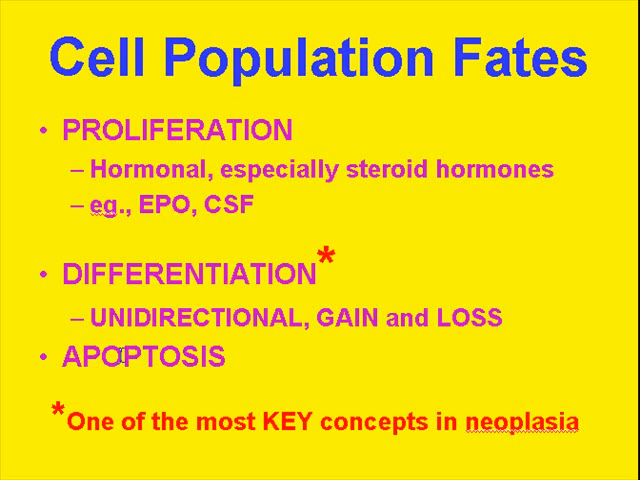 Cell Population Fates
• PROLIFERATION
– Hormonal, especially steroid hormones
– eg., EPO, CSF
• DIFFERENTIATION*
– UNIDIRECTIONAL, GAIN and LOSS
• APOPTOSIS
*One of the most KEY concepts in neoplasia